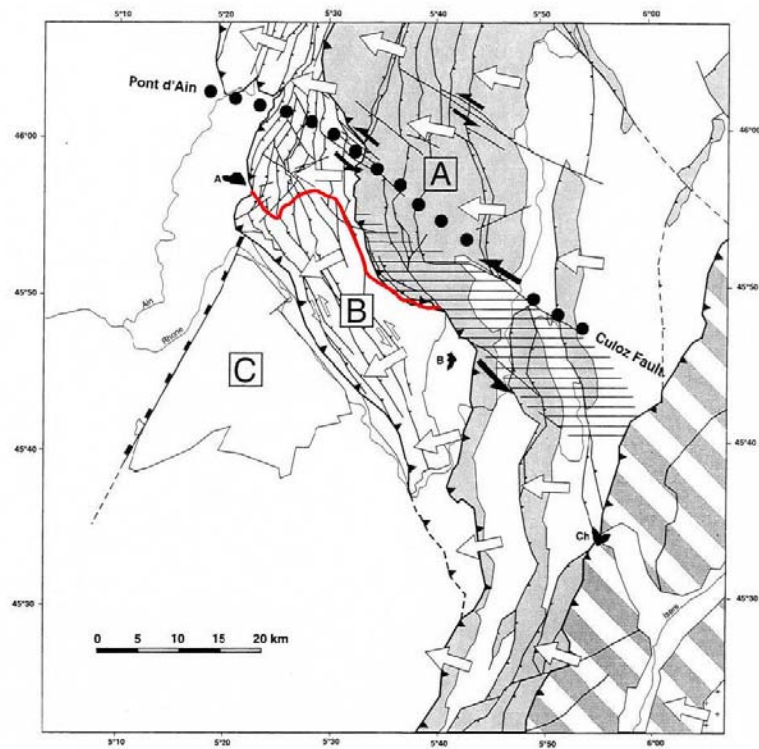 5°10 5°20 5°30 5°40 5°50 6°00
Pont d'Ain
46°00 46°00
A
A
Ain
Rhone
45°50 45°50
B
B
C
Culoz Fault
45°40 45°40
Ch
45°30 45°30
Isère
0 5 10 15 20 km
5°10 5°20 5°30 5°40 5°50 6°00